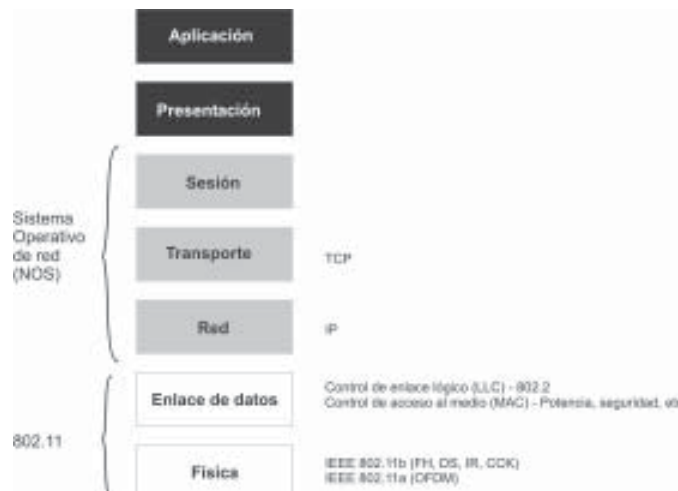 Aplicación
Presentación
Sesión
Sistema
Operativo
de red
(NOS)
Transporte
TCP
Red
IP
Enlace de datos
Control de enlace lógico (LLC) - 802.2
Control de acceso al medio (MAC) - Potencia, seguridad, etc
802.11
Física
IEEE 802.11b (FH, DS, IR, CCK)
IEEE 802.11a (OFDM)